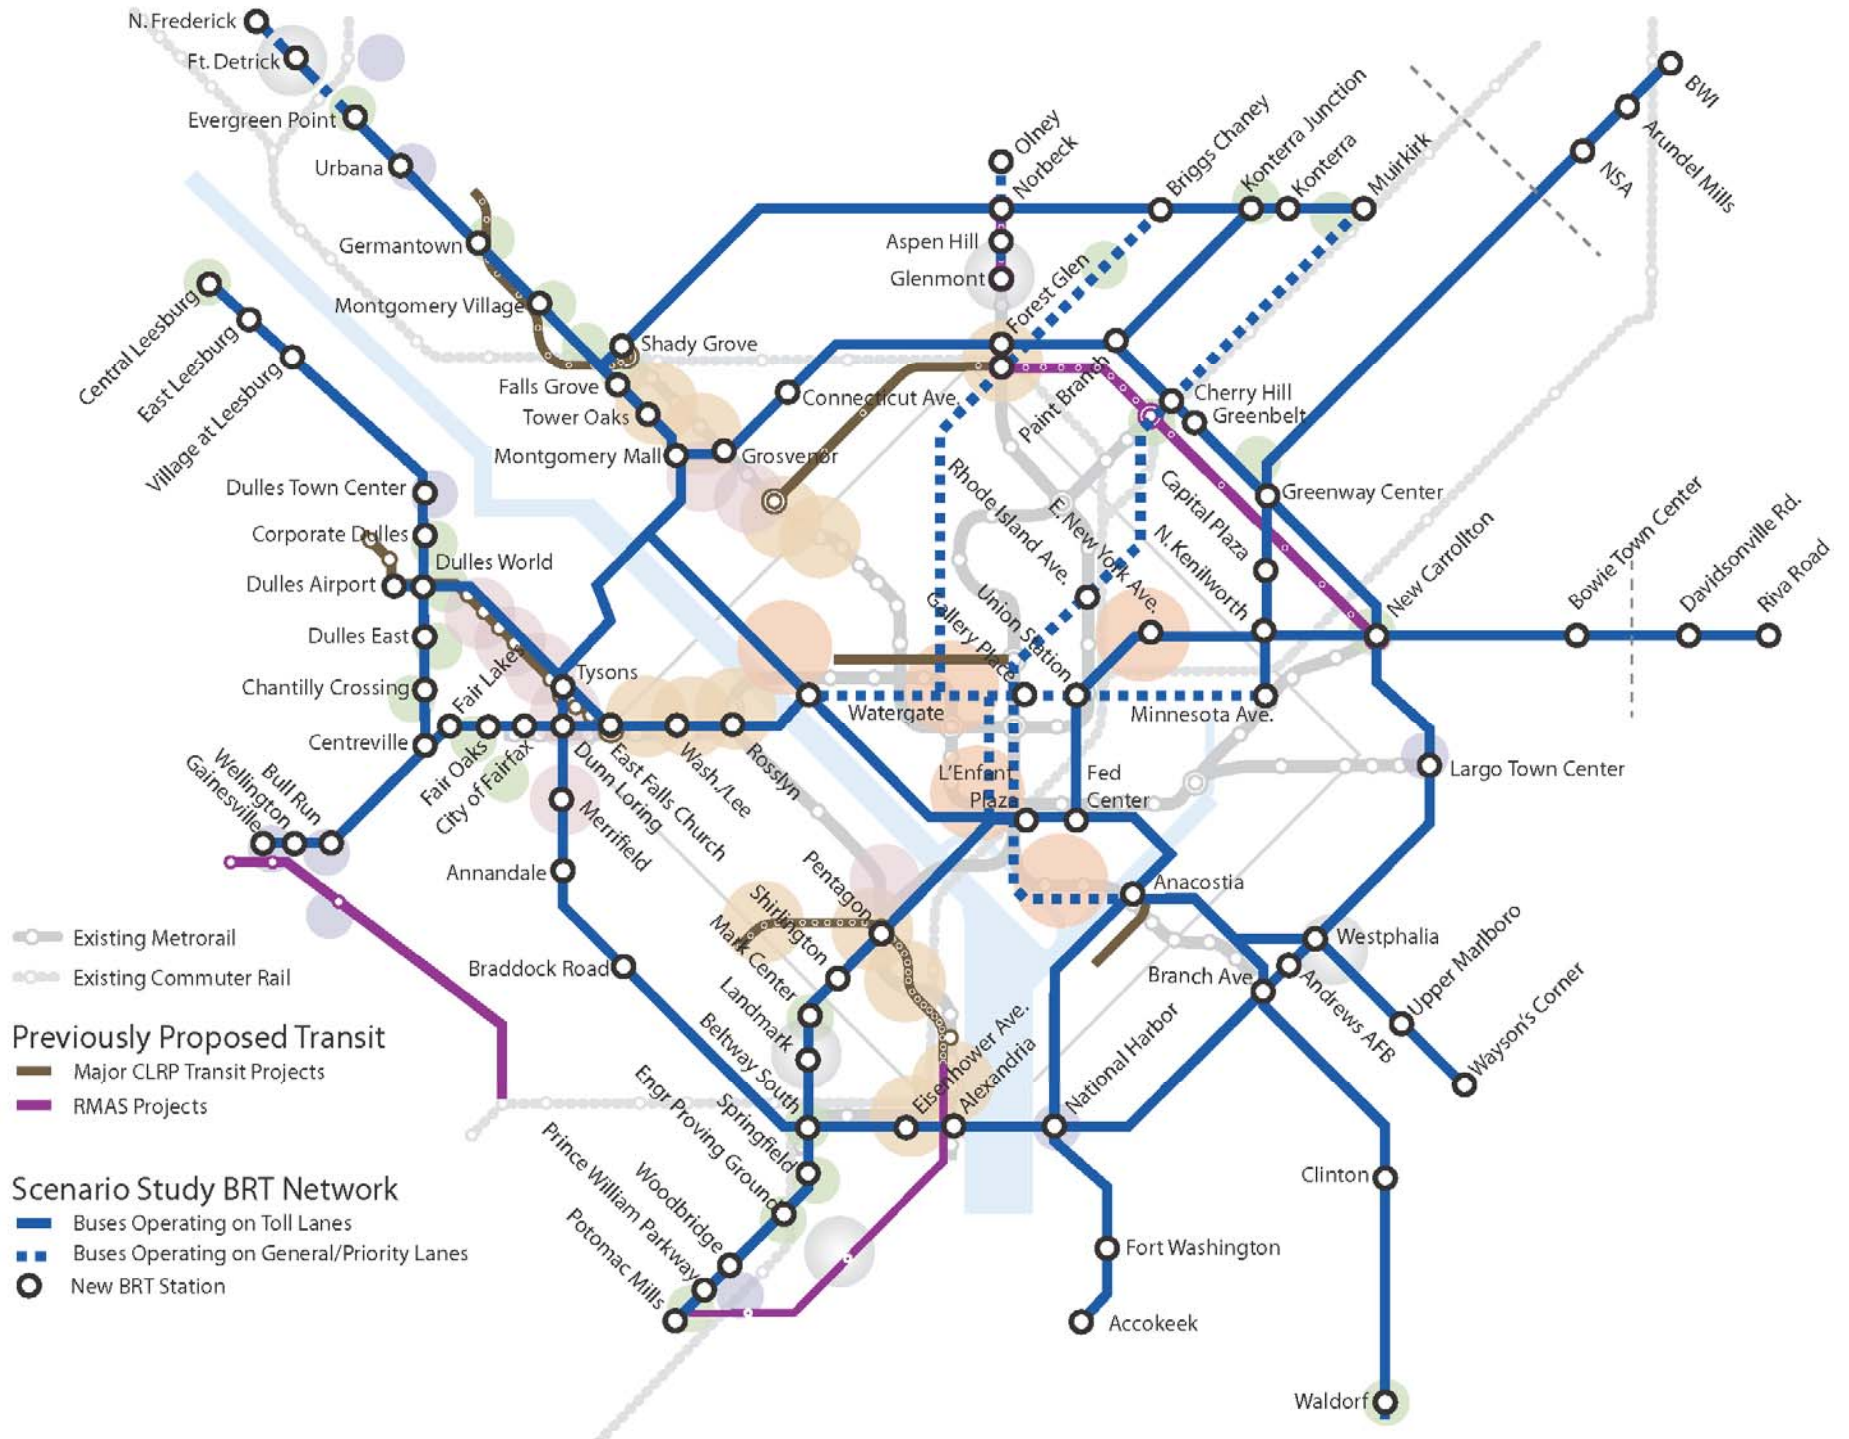 N. Frederick
Ft. Detrick
Evergreen Point
Urbana
Germantown
Montgomery Village
Shady Grove
Falls Grove
Tower Oaks
Montgomery Mall
Grosvenor
Connecticut Ave.
Olney
Norbeck
Aspen Hill
Glenmont
Forest Glen
Briggs Chaney
Konterra Junction
Konterra
Muirkirk
BWI
Arundel Mills
NSA
Paint Branch
Cherry Hill
Greenbelt
Greenway Center
Capital Plaza
N. Kenilworth
E. New York Ave.
Rhode Island Ave.
Union Station
Gallery Place
New Carrollton
Bowie Town Center
Davidsonville Rd.
Riva Road
Central Leesburg
East Leesburg
Village at Leesburg
Dulles Town Center
Corporate Dulles
Dulles World
Dulles Airport
Dulles East
Chantilly Crossing
Centreville
Fair Lakes
Fair Oaks
City of Fairfax
Tysons
Dunn Loring
East Falls Church
Wash./Lee
Rosslyn
Watergate
Minnesota Ave.
L'Enfant
Plaza
Fed
Center
Largo Town Center
Gainesville
Wellington
Bull Run
Merrifield
Annandale
Braddock Road
Pentagon
Shirlington
Mark Center
Landmark
Beltway South
Springfield
Engr Proving Ground
Prince William Parkway
Woodbridge
Potomac Mills
Eisenhower Ave.
Alexandria
National Harbor
Anacostia
Westphalia
Branch Ave.
Andrews AFB
Upper Marlboro
Wayson's Corner
Clinton
Fort Washington
Accokeek
Waldorf
Existing Metrorail
Existing Commuter Rail
Previously Proposed Transit
Major CLRP Transit Projects
RMAS Projects
Scenario Study BRT Network
Buses Operating on Toll Lanes
Buses Operating on General/Priority Lanes
New BRT Station